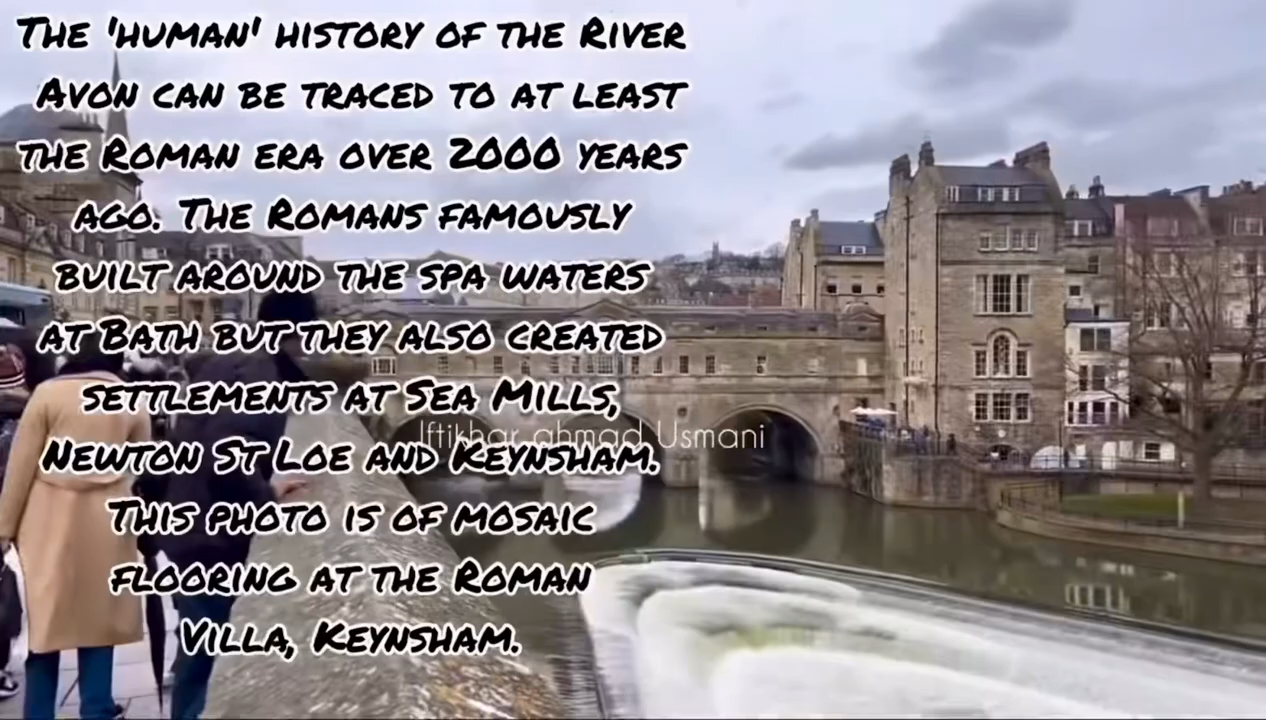 The 'human' history of the River
Avon can be traced to at least
the Roman era over 2000 years
ago. The Romans famously
built around the spa waters
at Bath but they also created
settlements at Sea Mills,
Newton St Loe and Keynsham.
This photo is of mosaic
flooring at the Roman
Villa, Keynsham.
Iftikhar ahmad Usmani